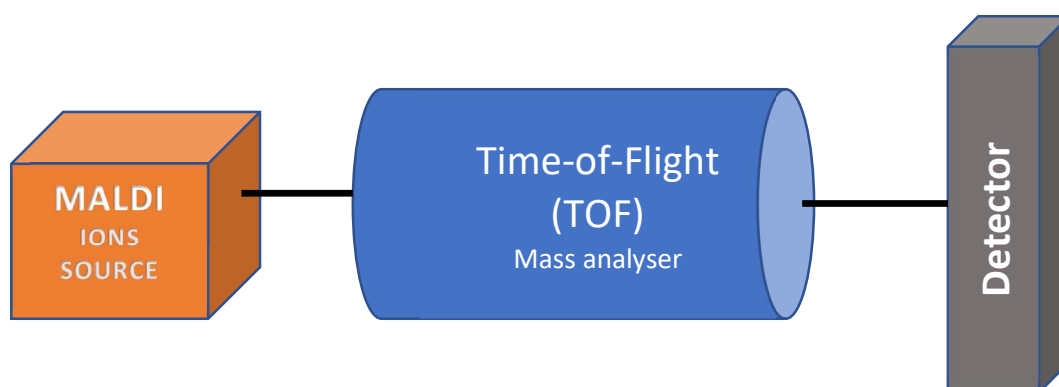 MALDI
IONS
SOURCE
Time-of-Flight
(TOF)
Mass analyser
Detector